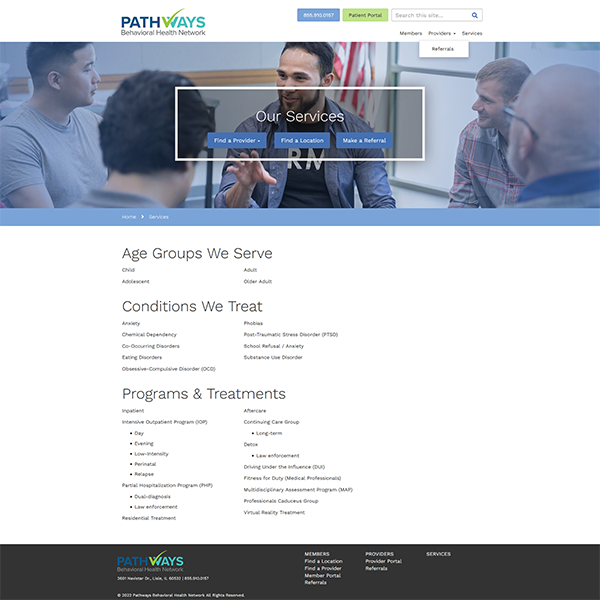 PATHWAYS
Behavioral Health Network
855.810.0157
Patient Portal
Search this site...
Members
Providers
Services
Referrals
Our Services
Find a Provider
Find a Location
Make a Referral
Home
Services
Age Groups We Serve
Child
Adolescent
Adult
Older Adult
Conditions We Treat
Anxiety
Chemical Dependency
Co-Occurring Disorders
Eating Disorders
Obsessive-Compulsive Disorder (OCD)
Phobias
Post-Traumatic Stress Disorder (PTSD)
School Refusal / Anxiety
Substance Use Disorder
Programs & Treatments
Inpatient
Intensive Outpatient Program (IOP)
• Day
• Evening
• Low-Intensity
• Perinatal
• Relapse
Partial Hospitalization Program (PHP)
• Dual-diagnosis
• Law enforcement
Residential Treatment
Aftercare
Continuing Care Group
• Long-term
Detox
• Law enforcement
Driving Under the Influence (DUI)
Fitness for Duty (Medical Professionals)
Multidisciplinary Assessment Program (MAP)
Professionals Caduceus Group
Virtual Reality Treatment
PATHWAYS
Behavioral Health Network
Navistar Dr., Lisle, IL 60532 | 855.810.0157
© 2022 Pathways Behavioral Health Network All Rights Reserved.
MEMBERS
Find a Location
Find a Provider
Member Portal
Referrals
PROVIDERS
Provider Portal
Referrals
SERVICES